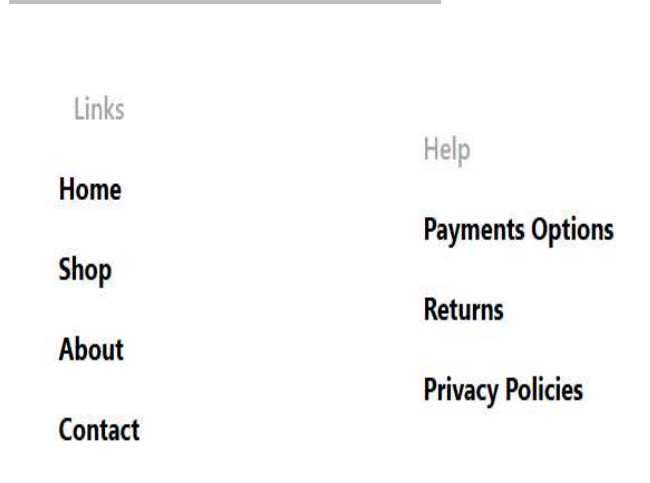 Links
Home
Shop
About
Contact
Help
Payments Options
Returns
Privacy Policies